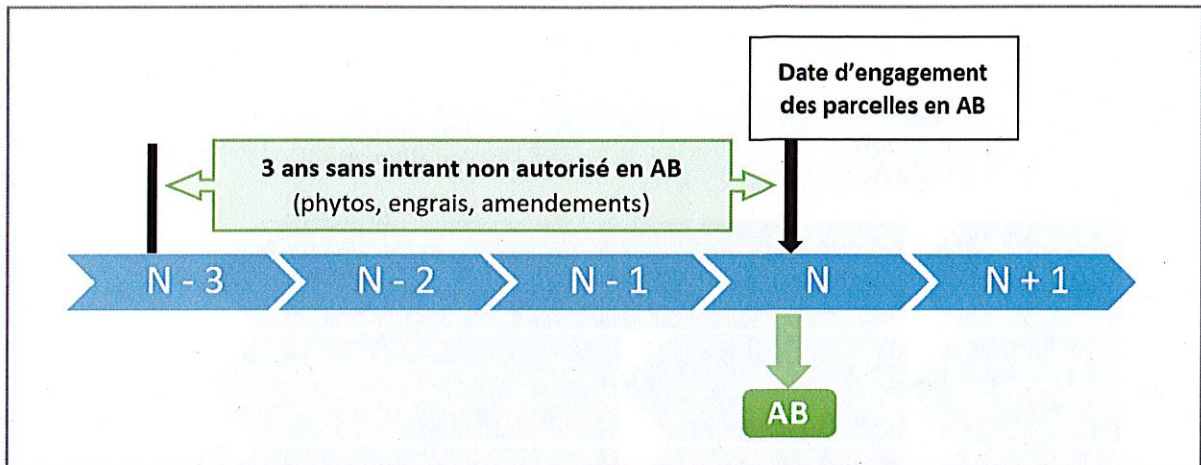 Date d'engagement
des parcelles en AB
3 ans sans intrant non autorisé en AB
(phytos, engrais, amendements)
N - 3
N - 2
N - 1
N
N + 1
AB